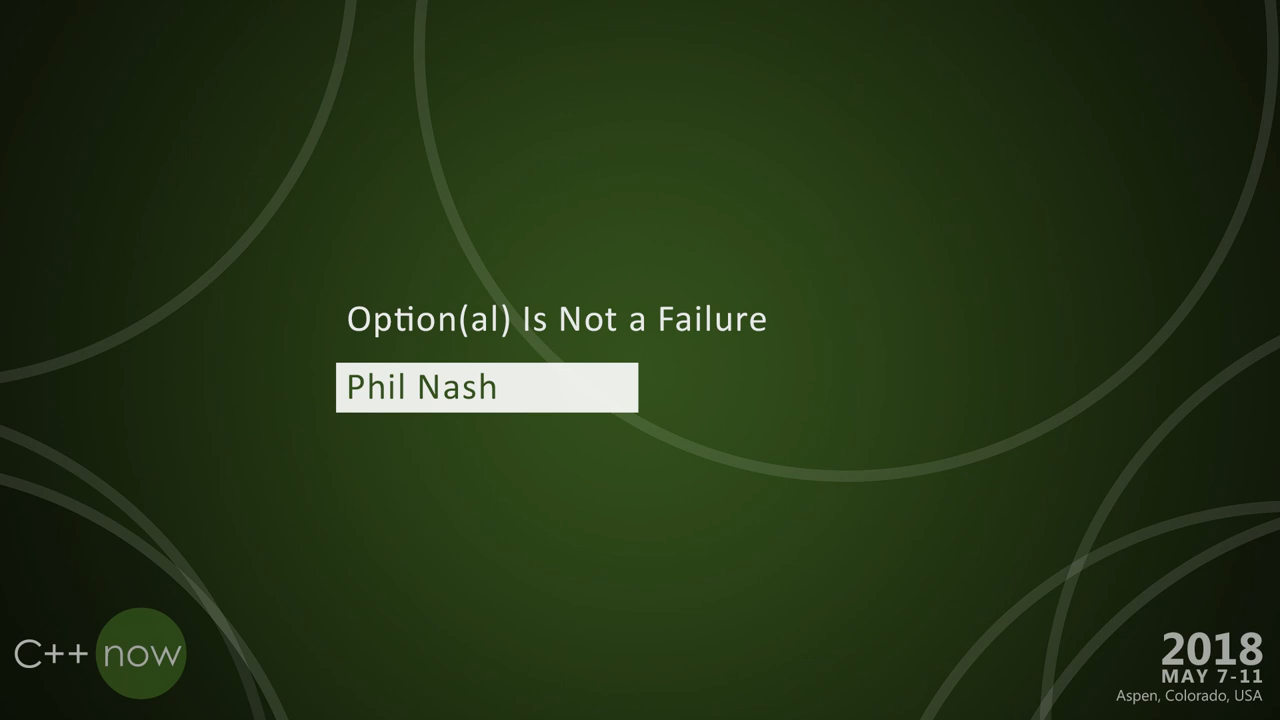 Option(al) Is Not a Failure
Phil Nash
C++ now
2018
MAY 7-11
Aspen, Colorado, USA